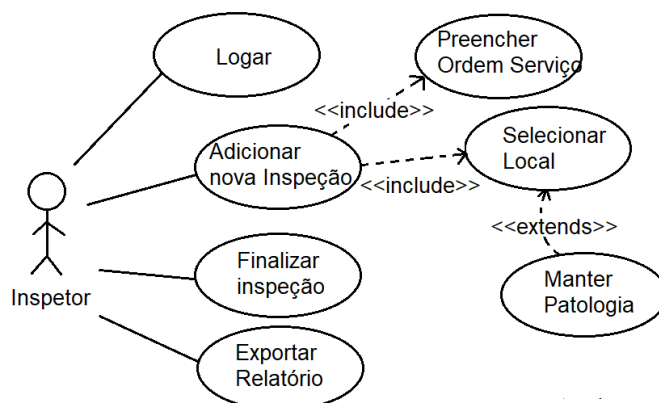 Logar
Preencher
Ordem Serviço
<<include>>
Adicionar
nova Inspeção
Selecionar
Local
<<include>>
<<extends>>
Inspetor
Finalizar
inspeção
Manter
Patologia
Exportar
Relatório